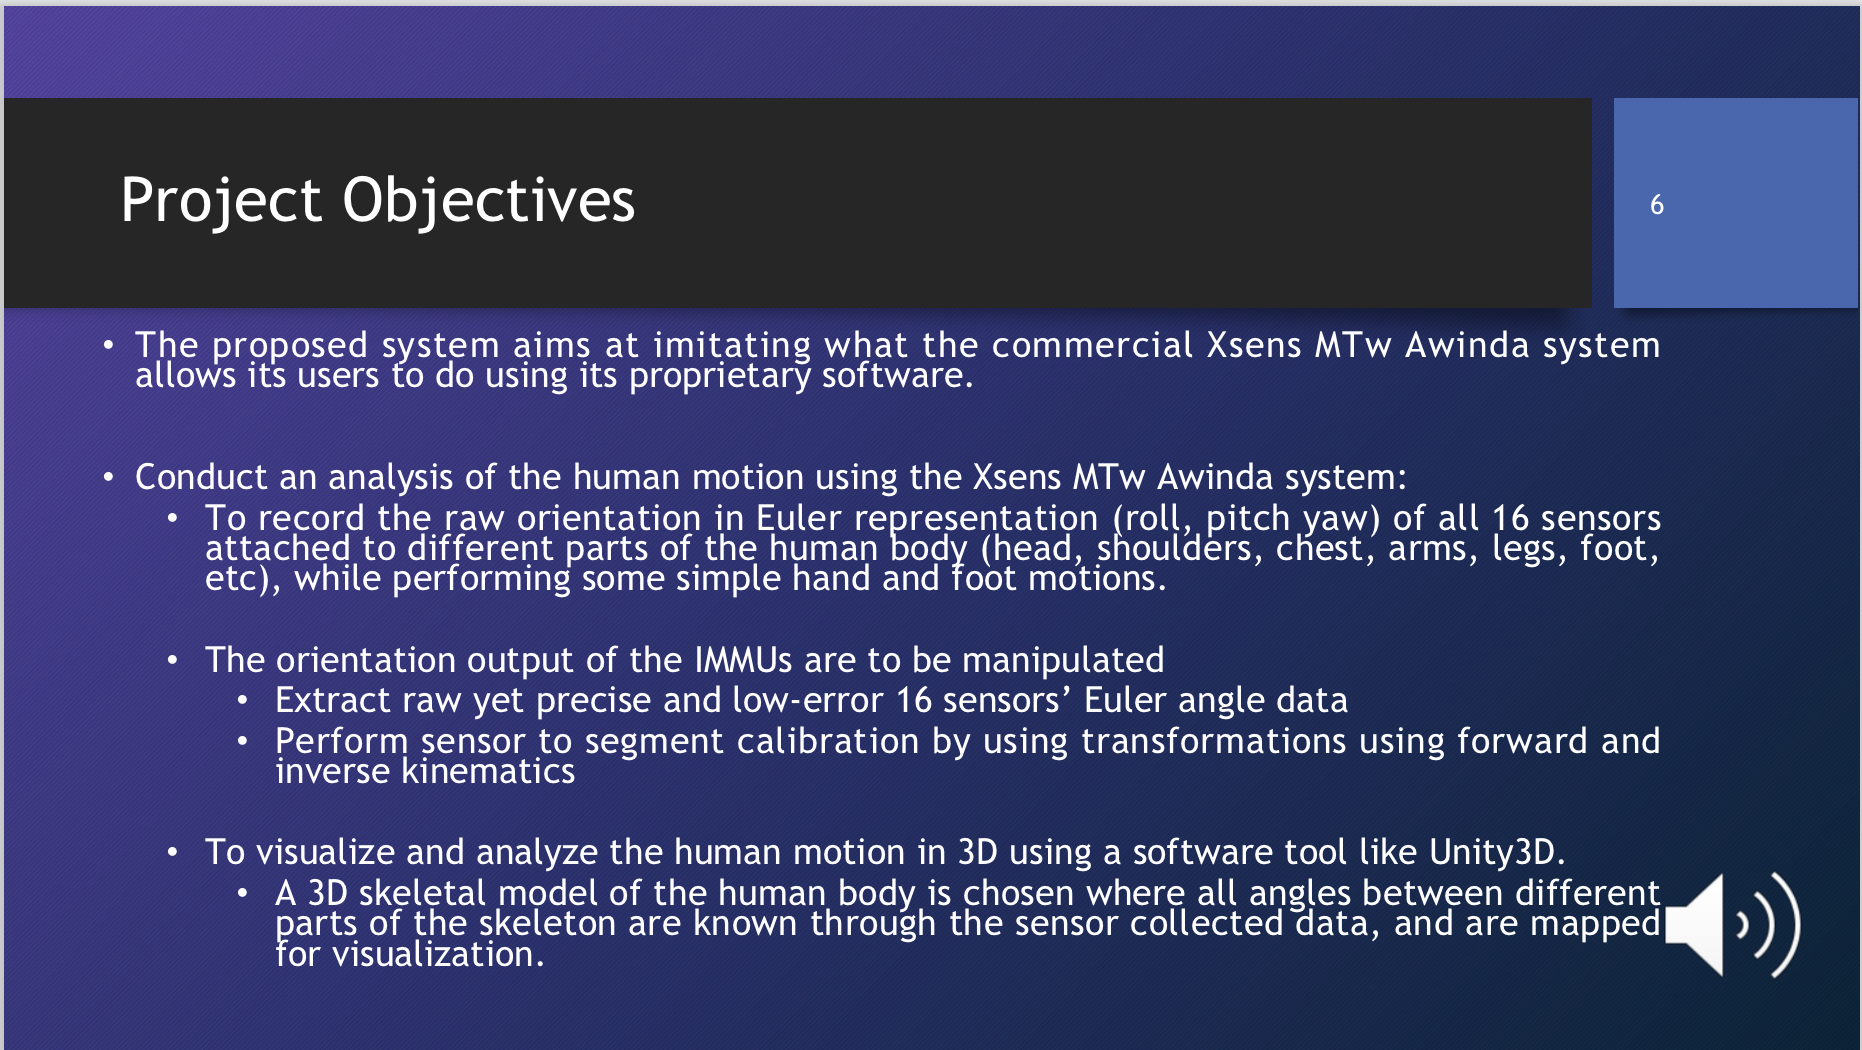 Project Objectives
6
• The proposed system aims at imitating what the commercial Xsens MTw Awinda system
allows its users to do using its proprietary software.
• Conduct an analysis of the human motion using the Xsens MTw Awinda system:
• To record the raw orientation in Euler representation (roll, pitch yaw) of all 16 sensors
attached to different parts of the human body (head, shoulders, chest, arms, legs, foot,
etc), while performing some simple hand and foot motions.
• The orientation output of the IMMUs are to be manipulated
• Extract raw yet precise and low-error 16 sensors’ Euler angle data
• Perform sensor to segment calibration by using transformations using forward and
inverse kinematics
• To visualize and analyze the human motion in 3D using a software tool like Unity3D.
• A 3D skeletal model of the human body is chosen where all angles between different
parts of the skeleton are known through the sensor collected data, and are mapped
for visualization.